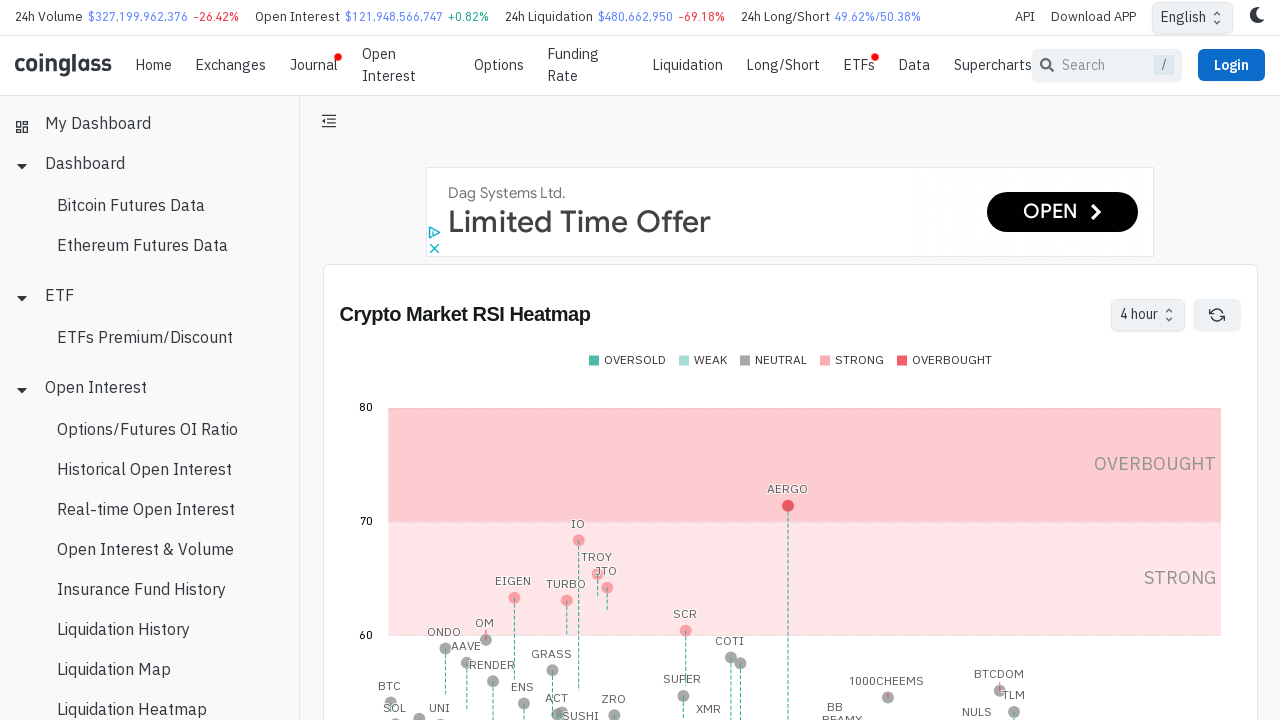 24h Volume $327,199,962,376 -26.42% Open Interest $121,948,566,747 +0.82% 24h Liquidation $480,662,950 -69.18% 24h Long/Short 49.62%/50.38% API Download APP English
coinglass Home Exchanges Journal Open Interest Options Funding Rate Liquidation Long/Short ETFs Data Supercharts Search / Login
My Dashboard
Dashboard
Bitcoin Futures Data
Ethereum Futures Data
ETF
ETFs Premium/Discount
Open Interest
Options/Futures OI Ratio
Historical Open Interest
Real-time Open Interest
Open Interest & Volume
Insurance Fund History
Liquidation History
Liquidation Map
Liquidation Heatmap
Dag Systems Ltd.
Limited Time Offer
OPEN
Crypto Market RSI Heatmap 4 hour
OVERSOLD WEAK NEUTRAL STRONG OVERBOUGHT
80
OVERBOUGHT
AERGO
70
IO
TROY
JTO
STRONG
EIGEN TURBO
SCR
60
OM
ONDO
AAVE
COTI
GRASS
RENDER
BTCDOM
SUPER
1000CHEEMS
BTC
ENS
TLM
ACT
ZRO
SOL
UNI
XMR
BB
NULS
SUSHI
BEAMX